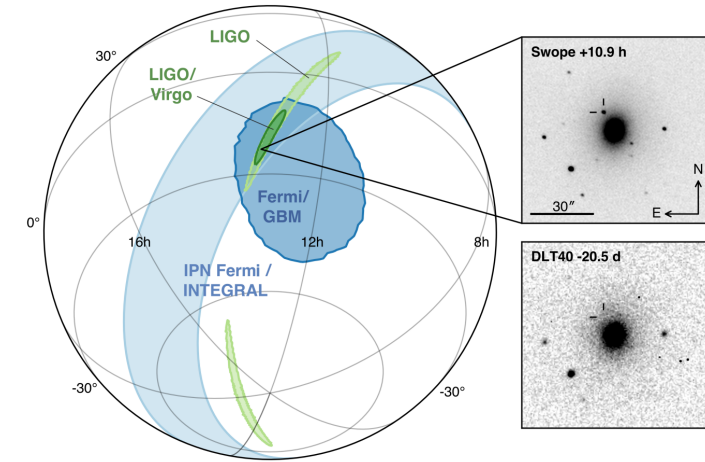 LIGO
30°
LIGO/
Virgo
Fermi/
GBM
0°
16h
12h
8h
IPN Fermi /
INTEGRAL
-30°
-30°
Swope +10.9 h
30″
N
E
DLT40 -20.5 d